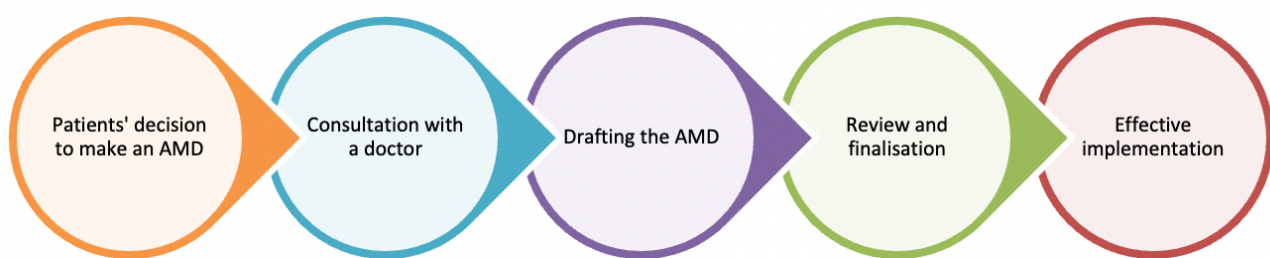 Patients' decision
to make an AMD
Consultation with
a doctor
Drafting the AMD
Review and
finalisation
Effective
implementation